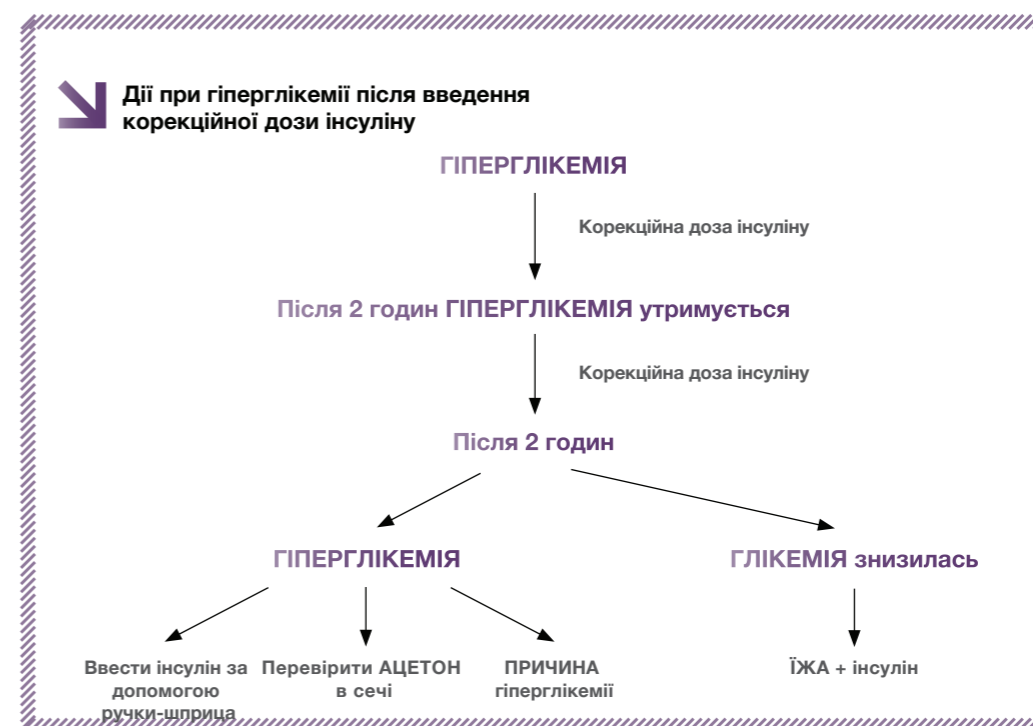 Дії при гіперглікемії після введення
корекційної дози інсуліну
ГІПЕРГЛІКЕМІЯ
Корекційна доза інсуліну
Після 2 годин ГІПЕРГЛІКЕМІЯ утримується
Корекційна доза інсуліну
Після 2 годин
ГІПЕРГЛІКЕМІЯ
ГЛІКЕМІЯ знизилась
Ввести інсулін за
допомогою
ручки-шприца
Перевірити АЦЕТОН
в сечі
ПРИЧИНА
гіперглікемії
ЇЖА + інсулін